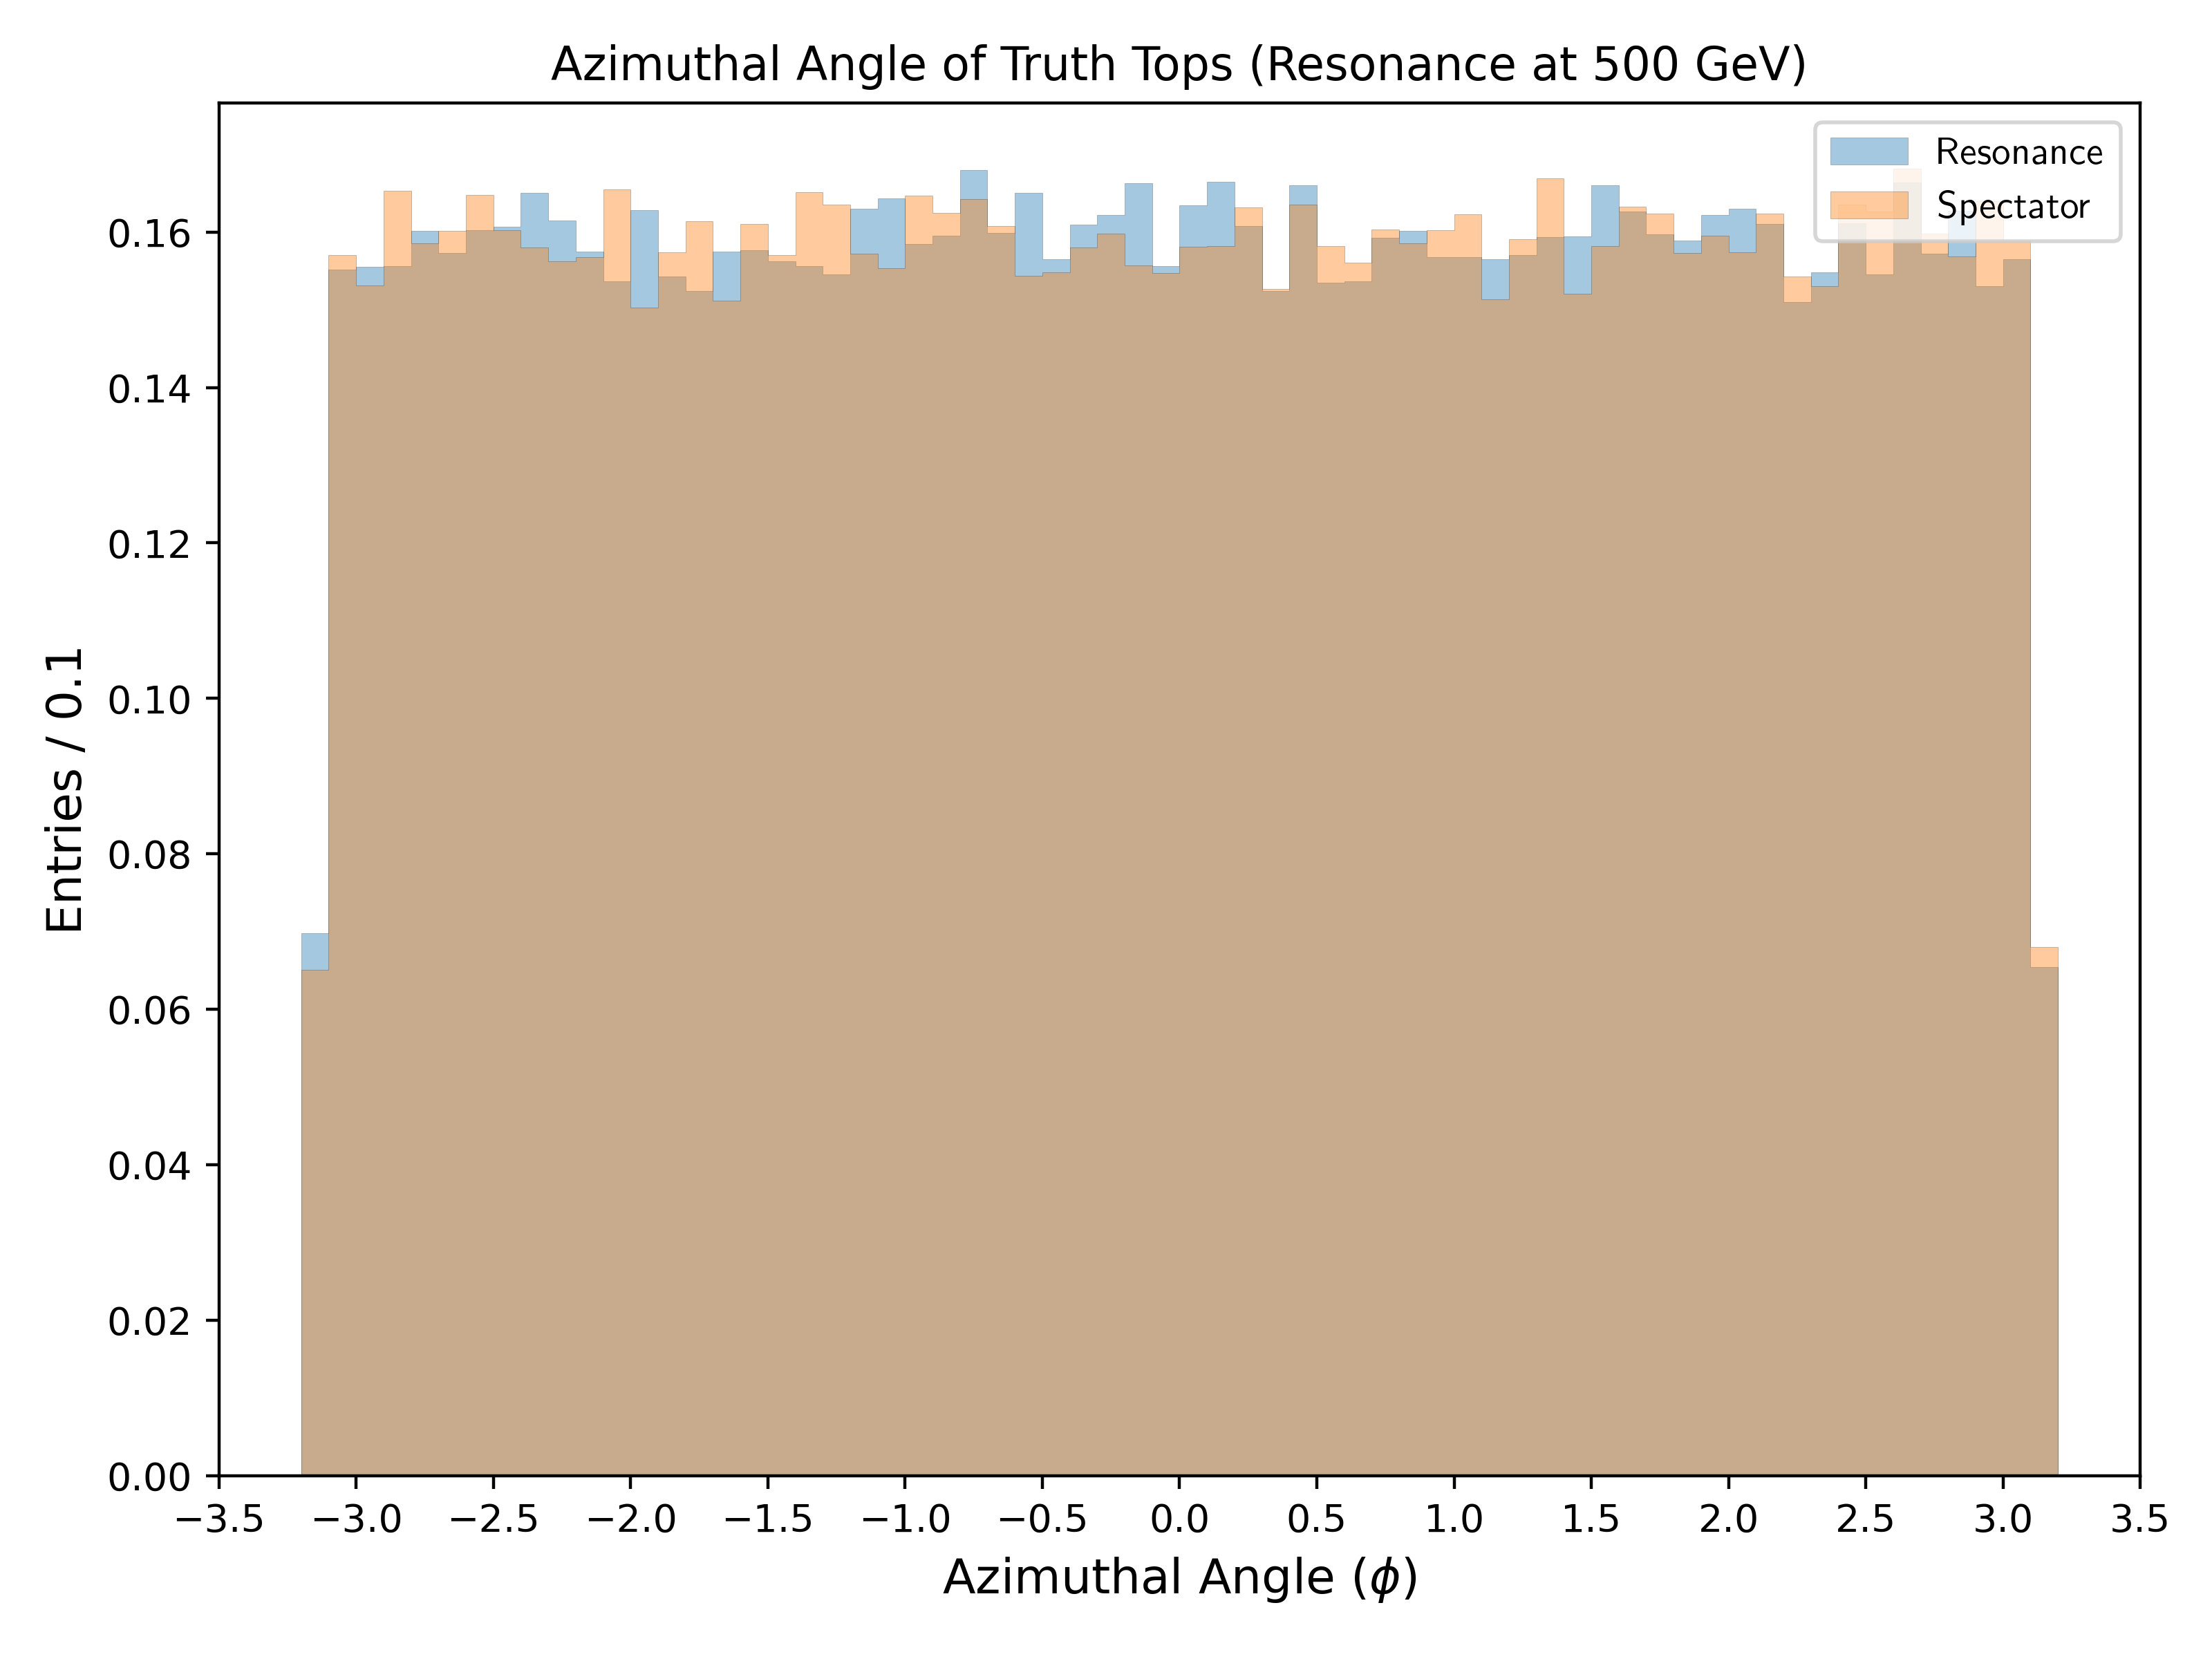 Azimuthal Angle of Truth Tops (Resonance at 500 GeV)
Resonance
Spectator
Entries / 0.1
0.16
0.14
0.12
0.10
0.08
0.06
0.04
0.02
0.00
−3.5 −3.0 −2.5 −2.0 −1.5 −1.0 −0.5 0.0 0.5 1.0 1.5 2.0 2.5 3.0 3.5
Azimuthal Angle (ϕ)